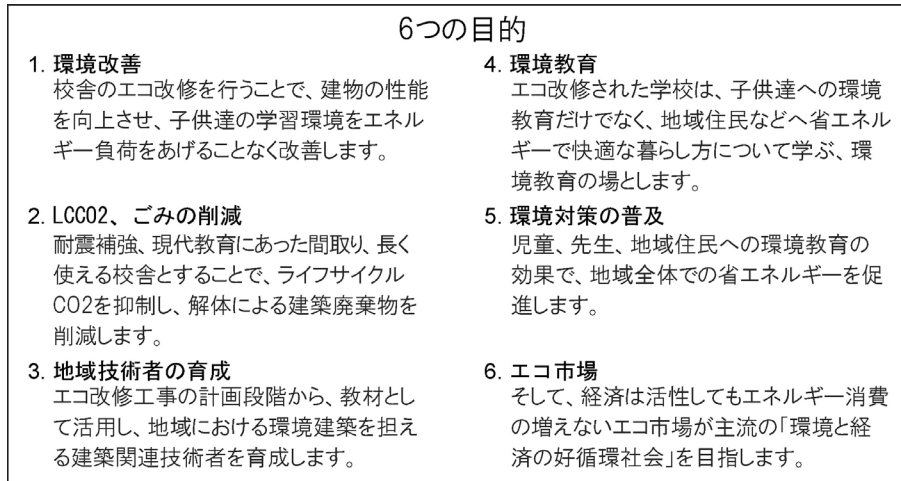 6つの目的
1. 環境改善
校舎のエコ改修を行うことで、建物の性能
を向上させ、子供達の学習環境をエネル
ギー負荷をあげることなく改善します。
2. LCCO2、ごみの削減
耐震補強、現代教育にあった間取り、長く
使える校舎とすることで、ライフサイクル
CO2を抑制し、解体による建築廃棄物を
削減します。
3. 地域技術者の育成
エコ改修工事の計画段階から、教材とし
て活用し、地域における環境建築を担え
る建築関連技術者を育成します。
4. 環境教育
エコ改修された学校は、子供達への環境
教育だけでなく、地域住民などへ省エネル
ギーで快適な暮らし方について学ぶ、環
境教育の場とします。
5. 環境対策の普及
児童、先生、地域住民への環境教育の
効果で、地域全体での省エネルギーを促
進します。
6. エコ市場
そして、経済は活性してもエネルギー消費
の増えないエコ市場が主流の「環境と経
済の好循環社会」を目指します。